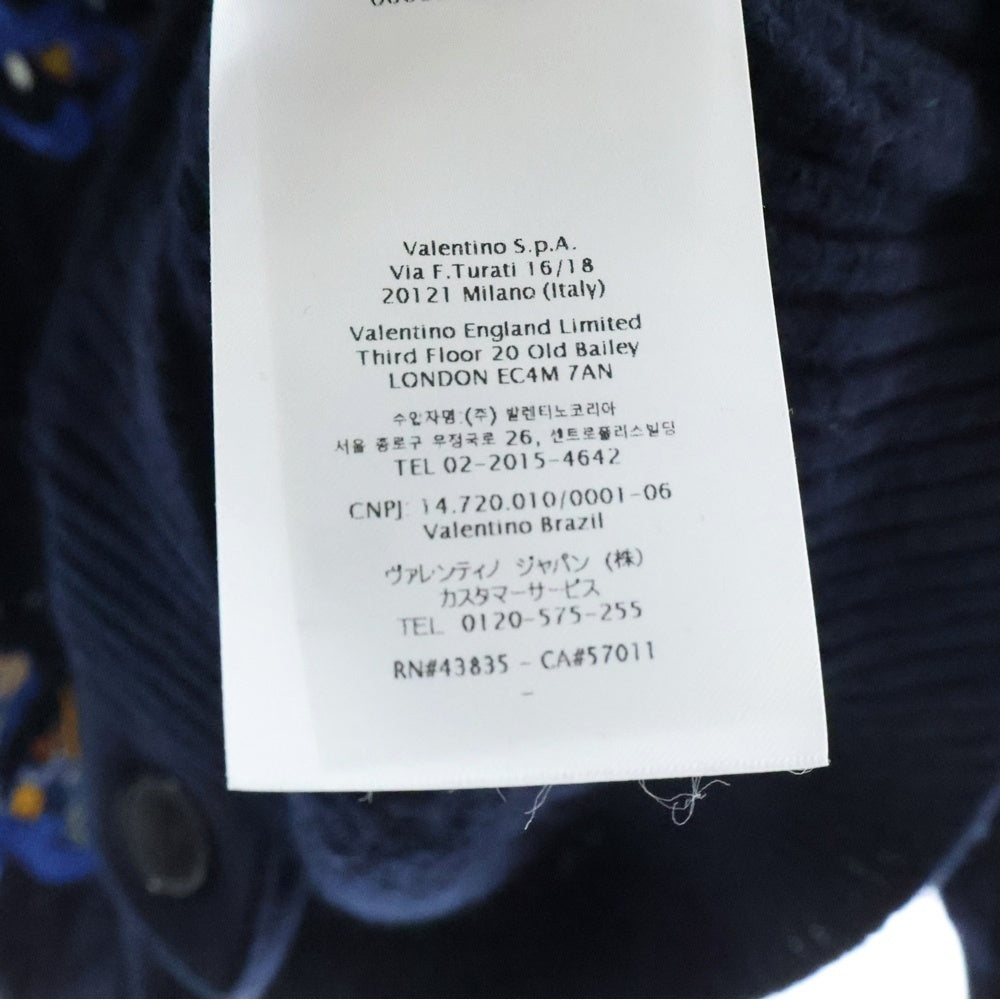 Valentino S.p.A.
Via F.Turati 16/18
20121 Milano (Italy)
Valentino England Limited
Third Floor 20 Old Bailey
LONDON EC4M 7AN
수입자명:(주) 발렌티노코리아
서울 종로구 우정국로 26, 센트로폴리스빌딩
TEL 02-2015-4642
CNPJ: 14.720.010/0001-06
Valentino Brazil
ヴァレンティノ ジャパン (株)
カスタマーサービス
TEL 0120-575-255
RN#43835 - CA#57011
-